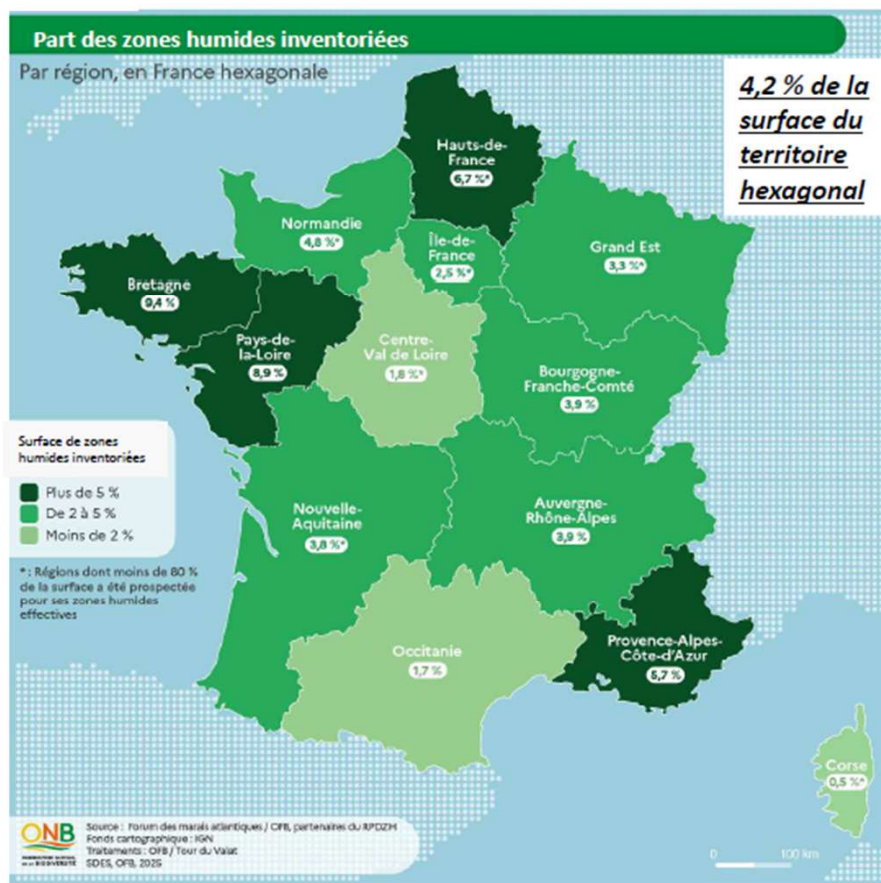 Part des zones humides inventoriées
Par région, en France hexagonale
4,2 % de la
surface du
territoire
hexagonal
Hauts-de-
France
6,7 %*
Normandie
4,8 %*
Île-de-
France
2,5 %*
Grand Est
3,3 %*
Bretagne
9,4 %
Pays-de-
la-Loire
8,9 %
Centre-
Val de Loire
1,8 %*
Bourgogne-
Franche-Comté
3,9 %
Surface de zones
humides inventoriées
Plus de 5 %
De 2 à 5 %
Moins de 2 %
* : Régions dont moins de 80 %
de la surface a été prospectée
pour ses zones humides
effectives
Nouvelle-
Aquitaine
3,8 %*
Auvergne-
Rhône-Alpes
3,9 %
Occitanie
1,7 %
Provence-Alpes-
Côte-d'Azur
5,7 %
Corse
0,5 %*
ONB
OBSERVATOIRE NATIONAL
DE LA BIODIVERSITÉ
Source : Forum des marais atlantiques / OFB, partenaires du RPDZH
Fonds cartographique : IGN
Traitements : OFB / Tour du Valat
SDES, OFB, 2025
0 100 km